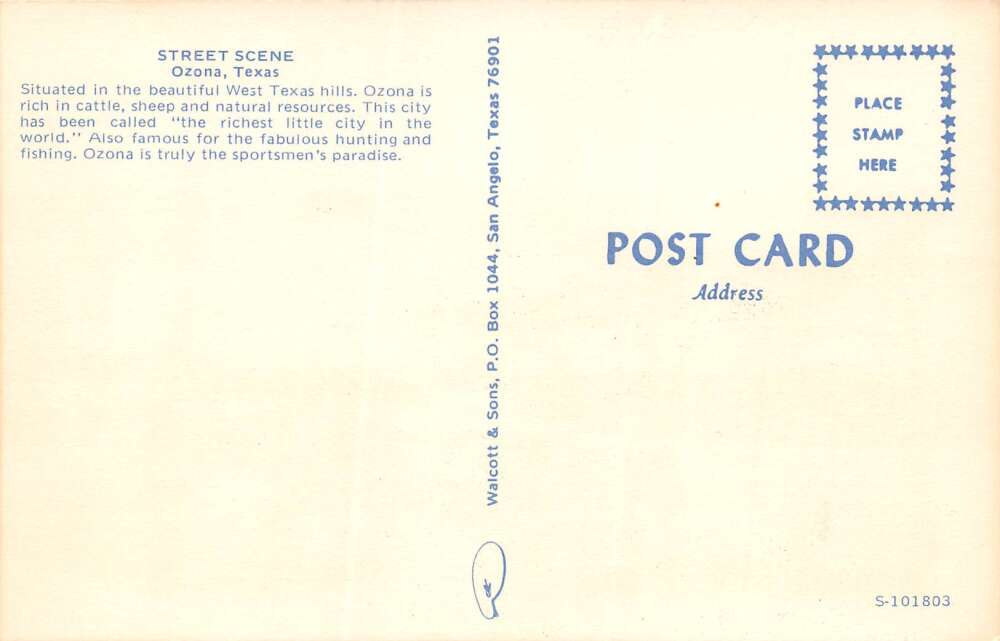 STREET SCENE
Ozona, Texas
Situated in the beautiful West Texas hills. Ozona is
rich in cattle, sheep and natural resources. This city
has been called "the richest little city in the
world." Also famous for the fabulous hunting and
fishing. Ozona is truly the sportsmen's paradise.
Walcott & Sons, P.O. Box 1044, San Angelo, Texas 76901
PLACE
STAMP
HERE
POST CARD
Address
S-101803